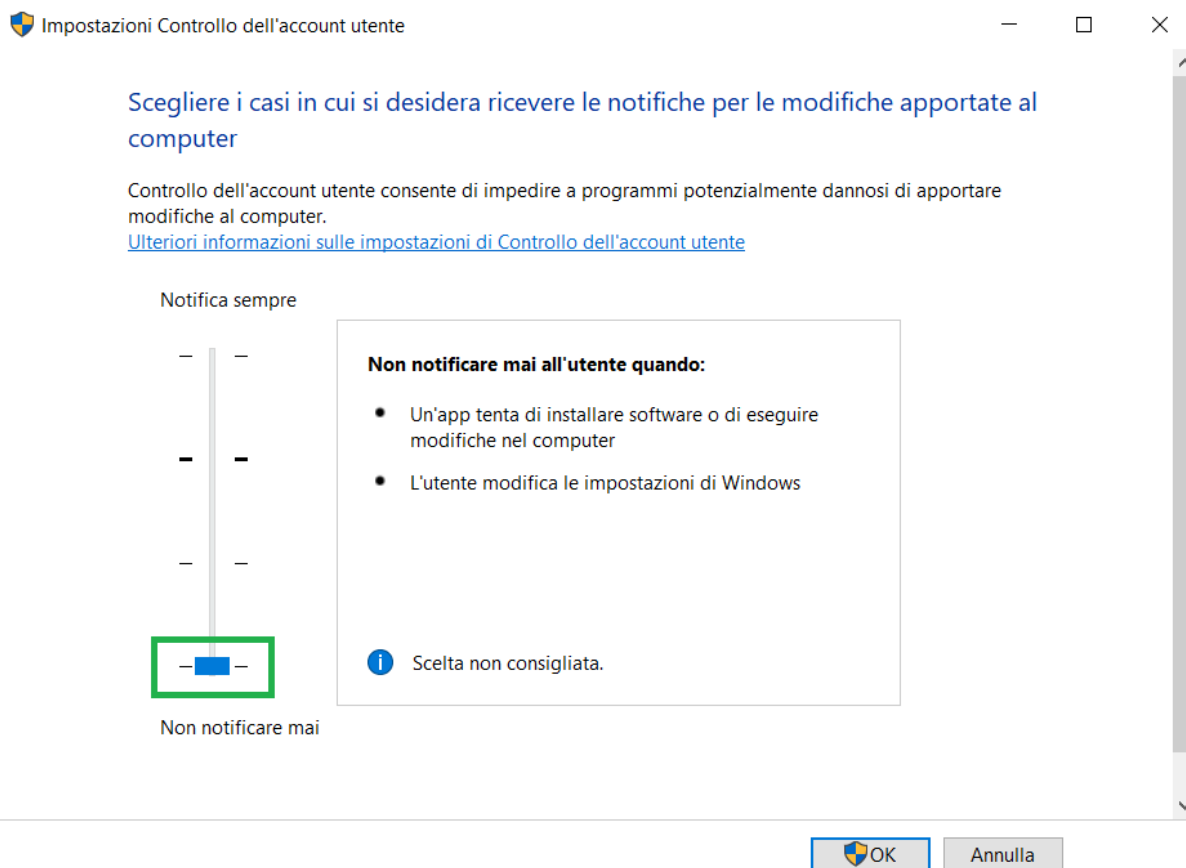 Impostazioni Controllo dell'account utente
Scegliere i casi in cui si desidera ricevere le notifiche per le modifiche apportate al
computer
Controllo dell'account utente consente di impedire a programmi potenzialmente dannosi di apportare
modifiche al computer.
Ulteriori informazioni sulle impostazioni di Controllo dell'account utente
Notifica sempre
Non notificare mai all'utente quando:
Un'app tenta di installare software o di eseguire
modifiche nel computer
L'utente modifica le impostazioni di Windows
Scelta non consigliata.
Non notificare mai
OK
Annulla